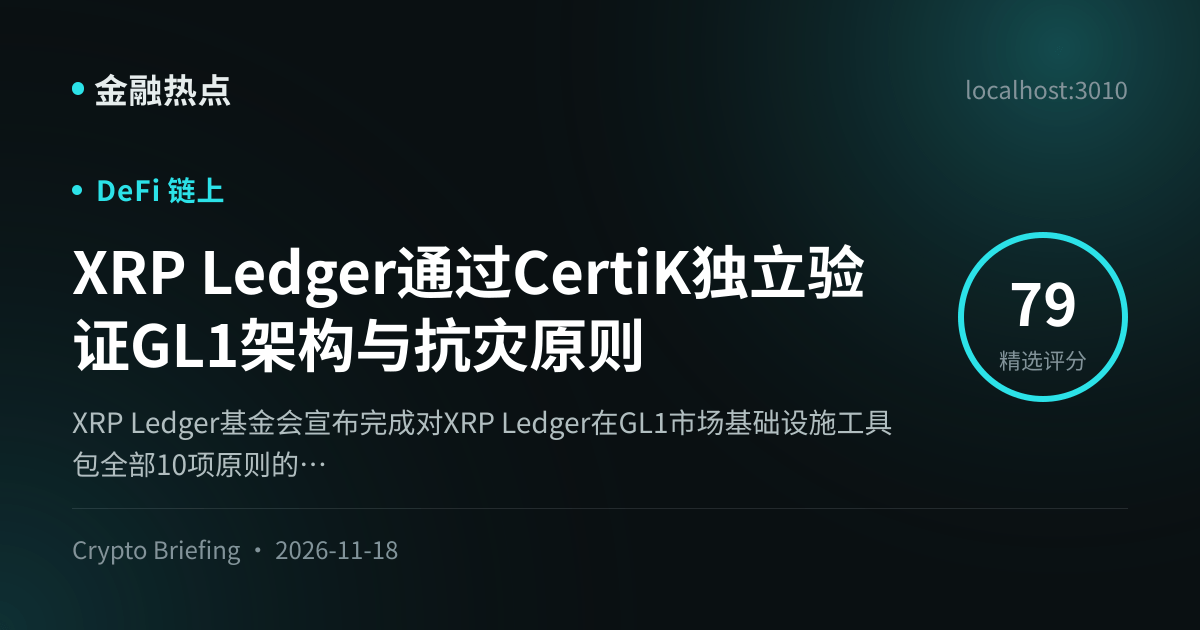 金融热点
localhost:3010
DeFi 链上
XRP Ledger通过CertiK独立验
证GL1架构与抗灾原则
79
精选评分
XRP Ledger基金会宣布完成对XRP Ledger在GL1市场基础设施工具
包全部10项原则的…
Crypto Briefing • 2026-11-18